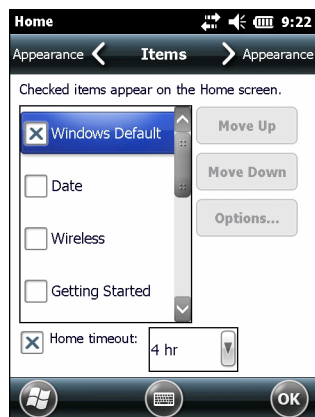 Home 9:22
Appearance Items Appearance
Checked items appear on the Home screen.
Windows Default
Move Up
Date
Move Down
Wireless
Options...
Getting Started
Home timeout: 4 hr
OK